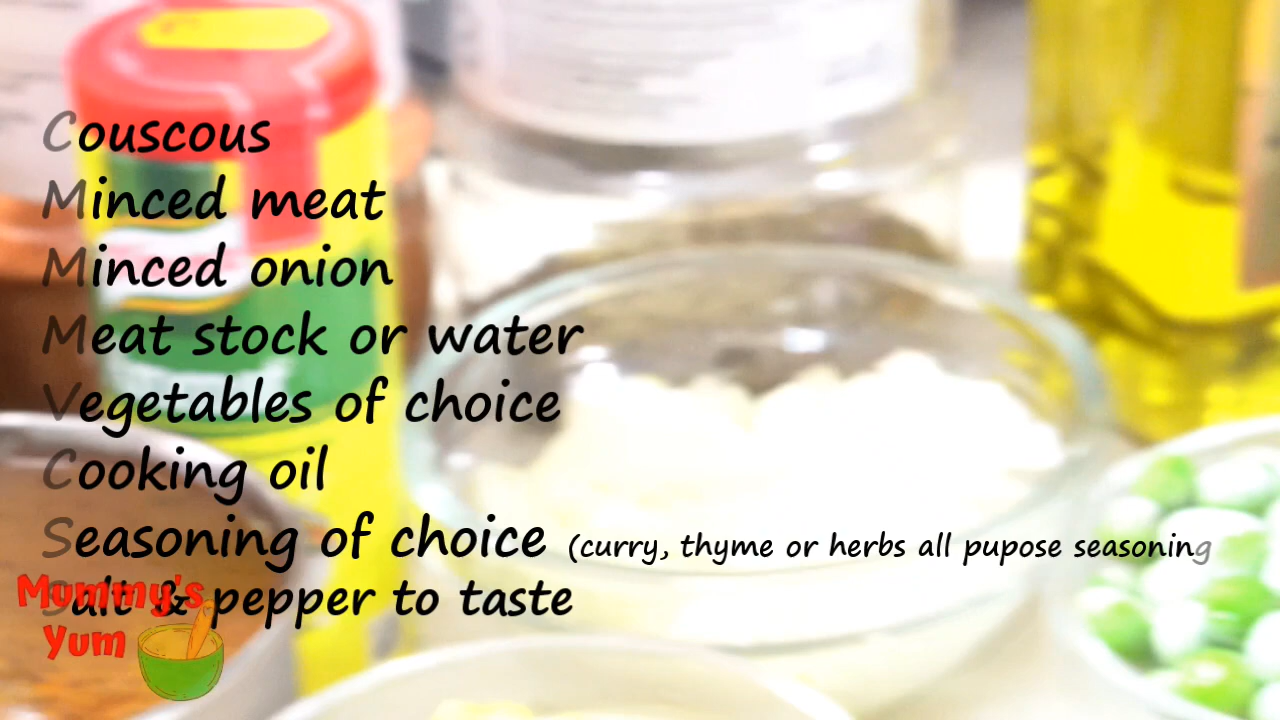 Couscous
Minced meat
Minced onion
Meat stock or water
Vegetables of choice
Cooking oil
Seasoning of choice (curry, thyme or herbs all pupose seasoning
Salt & pepper to taste
Mummy's
Yum